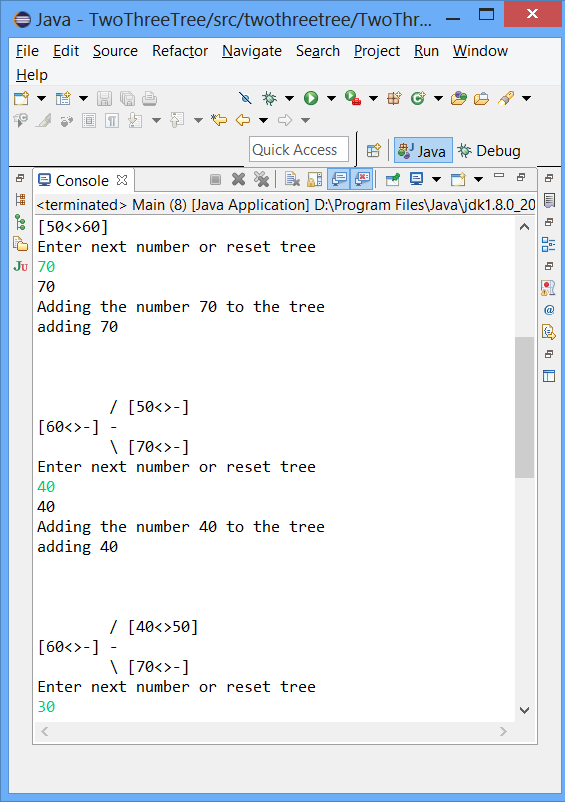 Java - TwoThreeTree/src/twothreetree/TwoThr...
File Edit Source Refactor Navigate Search Project Run Window
Help
Quick Access Java Debug
Console
<terminated> Main (8) [Java Application] D:\Program Files\Java\jdk1.8.0_20
[50<>60]
Enter next number or reset tree
70
70
Adding the number 70 to the tree
adding 70
/ [50<>-]
[60<>-] -
\ [70<>-]
Enter next number or reset tree
40
40
Adding the number 40 to the tree
adding 40
/ [40<>50]
[60<>-] -
\ [70<>-]
Enter next number or reset tree
30